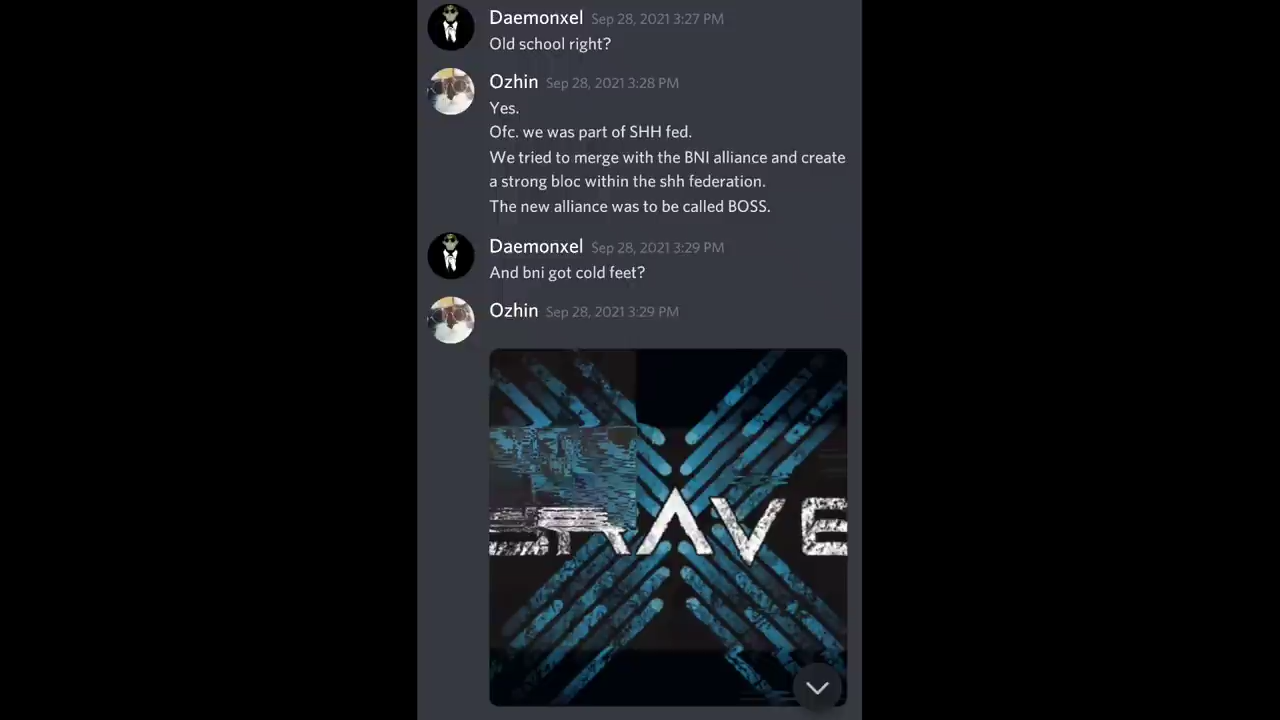 Daemonxel Sep 28, 2021 3:27 PM
Old school right?
Ozhin Sep 28, 2021 3:28 PM
Yes.
Ofc. we was part of SHH fed.
We tried to merge with the BNI alliance and create
a strong bloc within the shh federation.
The new alliance was to be called BOSS.
Daemonxel Sep 28, 2021 3:29 PM
And bni got cold feet?
Ozhin Sep 28, 2021 3:29 PM
BRAVE